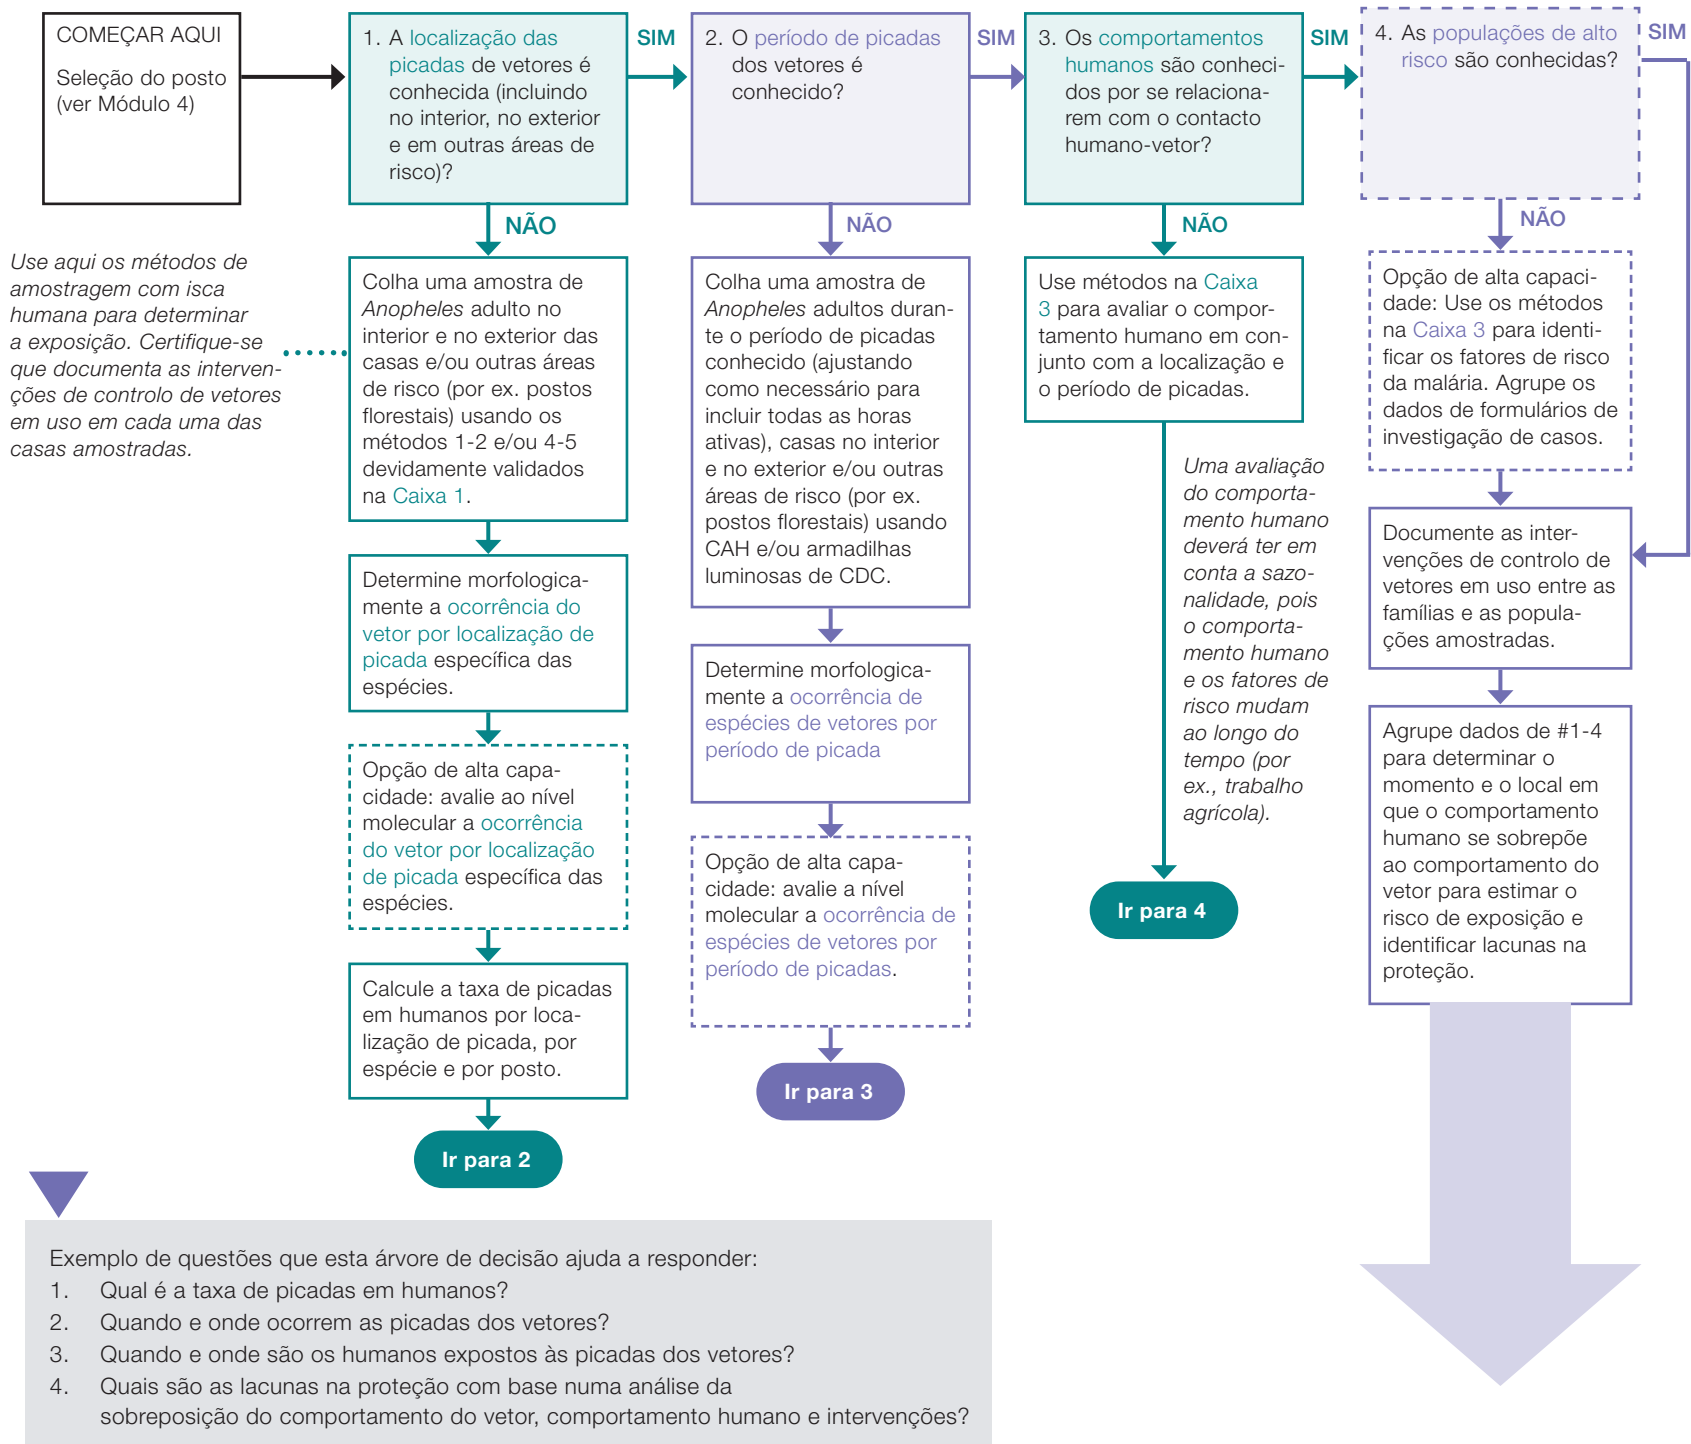 COMEÇAR AQUI
Seleção do posto
(ver Módulo 4)
1. A localização das
picadas de vetores é
conhecida (incluindo
no interior, no exterior
e em outras áreas de
risco)?
SIM
2. O período de picadas
dos vetores é
conhecido?
SIM
3. Os comportamentos
humanos são conheci-
dos por se relaciona-
rem com o contacto
humano-vetor?
SIM
4. As populações de alto
risco são conhecidas?
SIM
NÃO
NÃO
NÃO
NÃO
Use aqui os métodos de
amostragem com isca
humana para determinar
a exposição. Certifique-se
que documenta as interven-
ções de controlo de vetores
em uso em cada uma das
casas amostradas.
Colha uma amostra de
Anopheles adulto no
interior e no exterior das
casas e/ou outras áreas
de risco (por ex. postos
florestais) usando os
métodos 1-2 e/ou 4-5
devidamente validados
na Caixa 1.
Determine morfologica-
mente a ocorrência do
vetor por localização de
picada específica das
espécies.
Opção de alta capa-
cidade: avalie ao nível
molecular a ocorrência
do vetor por localização
de picada específica das
espécies.
Calcule a taxa de picadas
em humanos por loca-
lização de picada, por
espécie e por posto.
Ir para 2
Colha uma amostra de
Anopheles adultos duran-
te o período de picadas
conhecido (ajustando
como necessário para
incluir todas as horas
ativas), casas no interior
e no exterior e/ou outras
áreas de risco (por ex.
postos florestais) usando
CAH e/ou armadilhas
luminosas de CDC.
Determine morfologica-
mente a ocorrência de
espécies de vetores por
período de picada
Opção de alta capa-
cidade: avalie a nível
molecular a ocorrência de
espécies de vetores por
período de picadas.
Ir para 3
Use métodos na Caixa
3 para avaliar o compor-
tamento humano em con-
junto com a localização e
o período de picadas.
Uma avaliação
do comporta-
mento humano
deverá ter em
conta a sazo-
nalidade, pois
o comporta-
mento humano
e os fatores de
risco mudam
ao longo do
tempo (por
ex., trabalho
agrícola).
Ir para 4
Opção de alta capaci-
dade: Use os métodos
na Caixa 3 para identi-
ficar os fatores de risco
da malária. Agrupe os
dados de formulários de
investigação de casos.
Documente as inter-
venções de controlo de
vetores em uso entre as
famílias e as popula-
ções amostradas.
Agrupe dados de #1-4
para determinar o
momento e o local em
que o comportamento
humano se sobrepõe
ao comportamento do
vetor para estimar o
risco de exposição e
identificar lacunas na
proteção.
Exemplo de questões que esta árvore de decisão ajuda a responder:
1. Qual é a taxa de picadas em humanos?
2. Quando e onde ocorrem as picadas dos vetores?
3. Quando e onde são os humanos expostos às picadas dos vetores?
4. Quais são as lacunas na proteção com base numa análise da
sobreposição do comportamento do vetor, comportamento humano e intervenções?